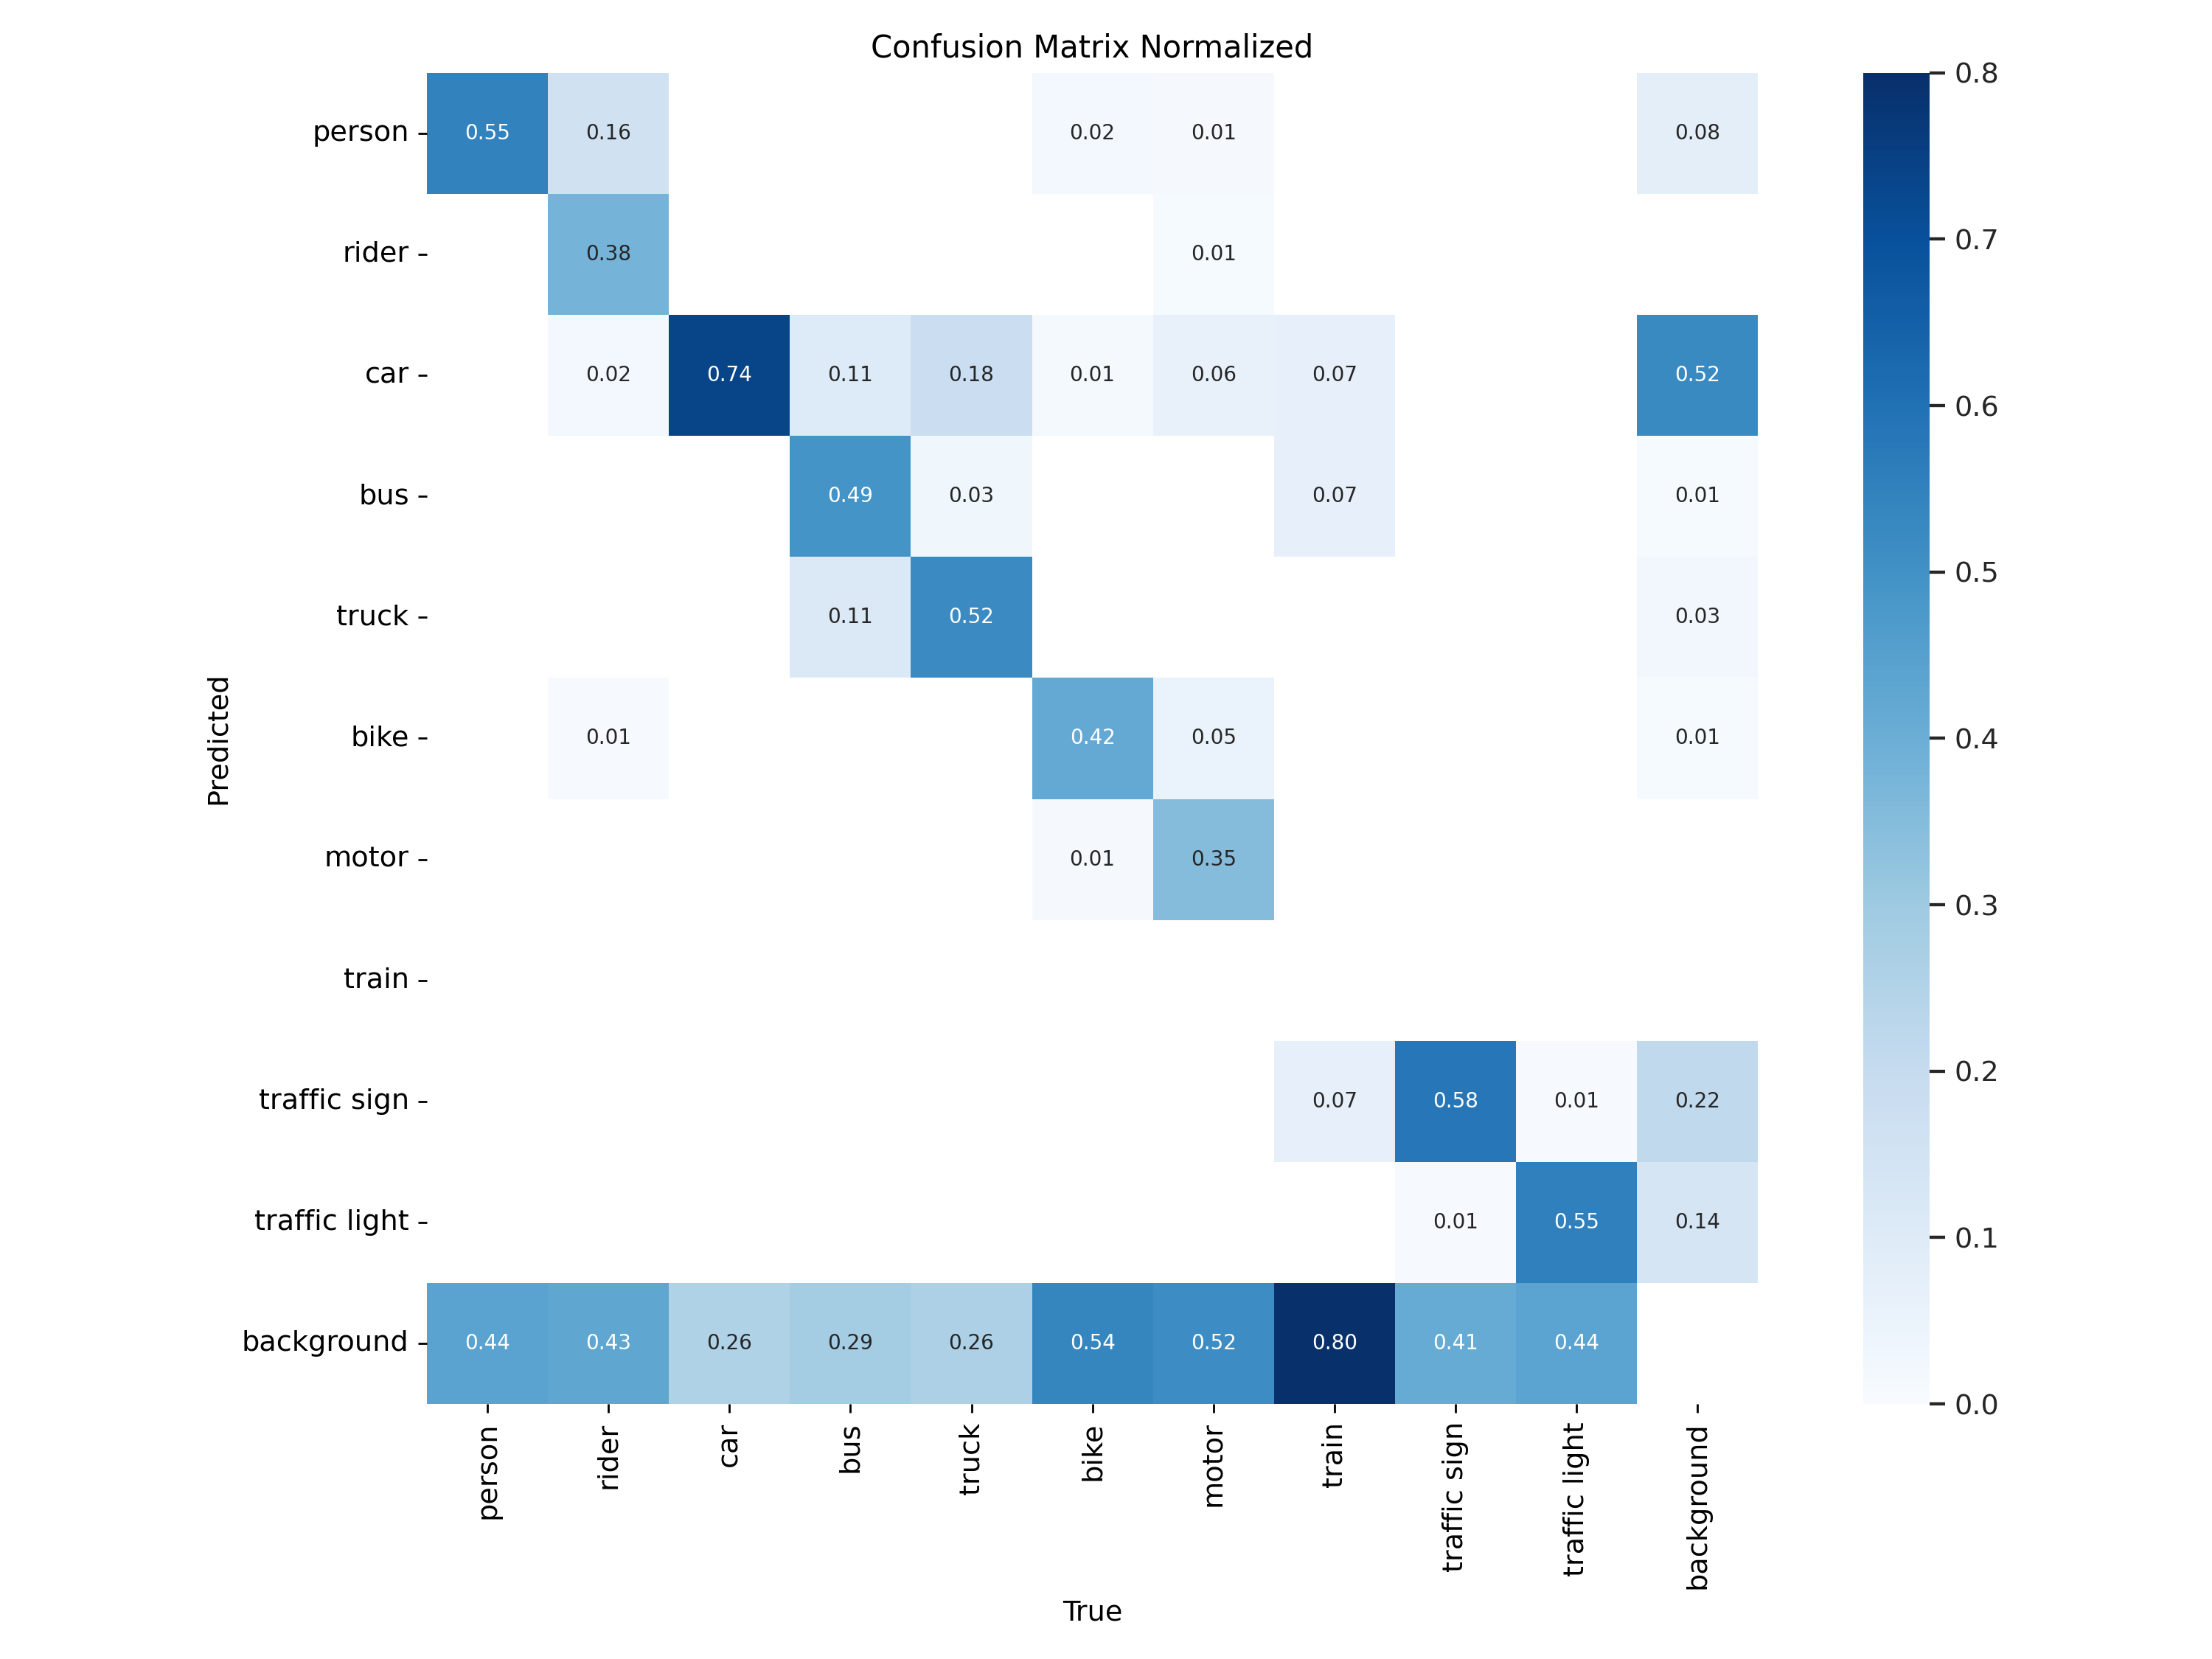 Confusion Matrix Normalized
person 0.55 0.16 0.02 0.01 0.08
rider 0.38 0.01
car 0.02 0.74 0.11 0.18 0.01 0.06 0.07 0.52
bus 0.49 0.03 0.07 0.01
truck 0.11 0.52 0.03
bike 0.01 0.42 0.05 0.01
motor 0.01 0.35
train
traffic sign 0.07 0.58 0.01 0.22
traffic light 0.01 0.55 0.14
background 0.44 0.43 0.26 0.29 0.26 0.54 0.52 0.80 0.41 0.44
Predicted
person rider car bus truck bike motor train traffic sign traffic light background
True
0.8
0.7
0.6
0.5
0.4
0.3
0.2
0.1
0.0